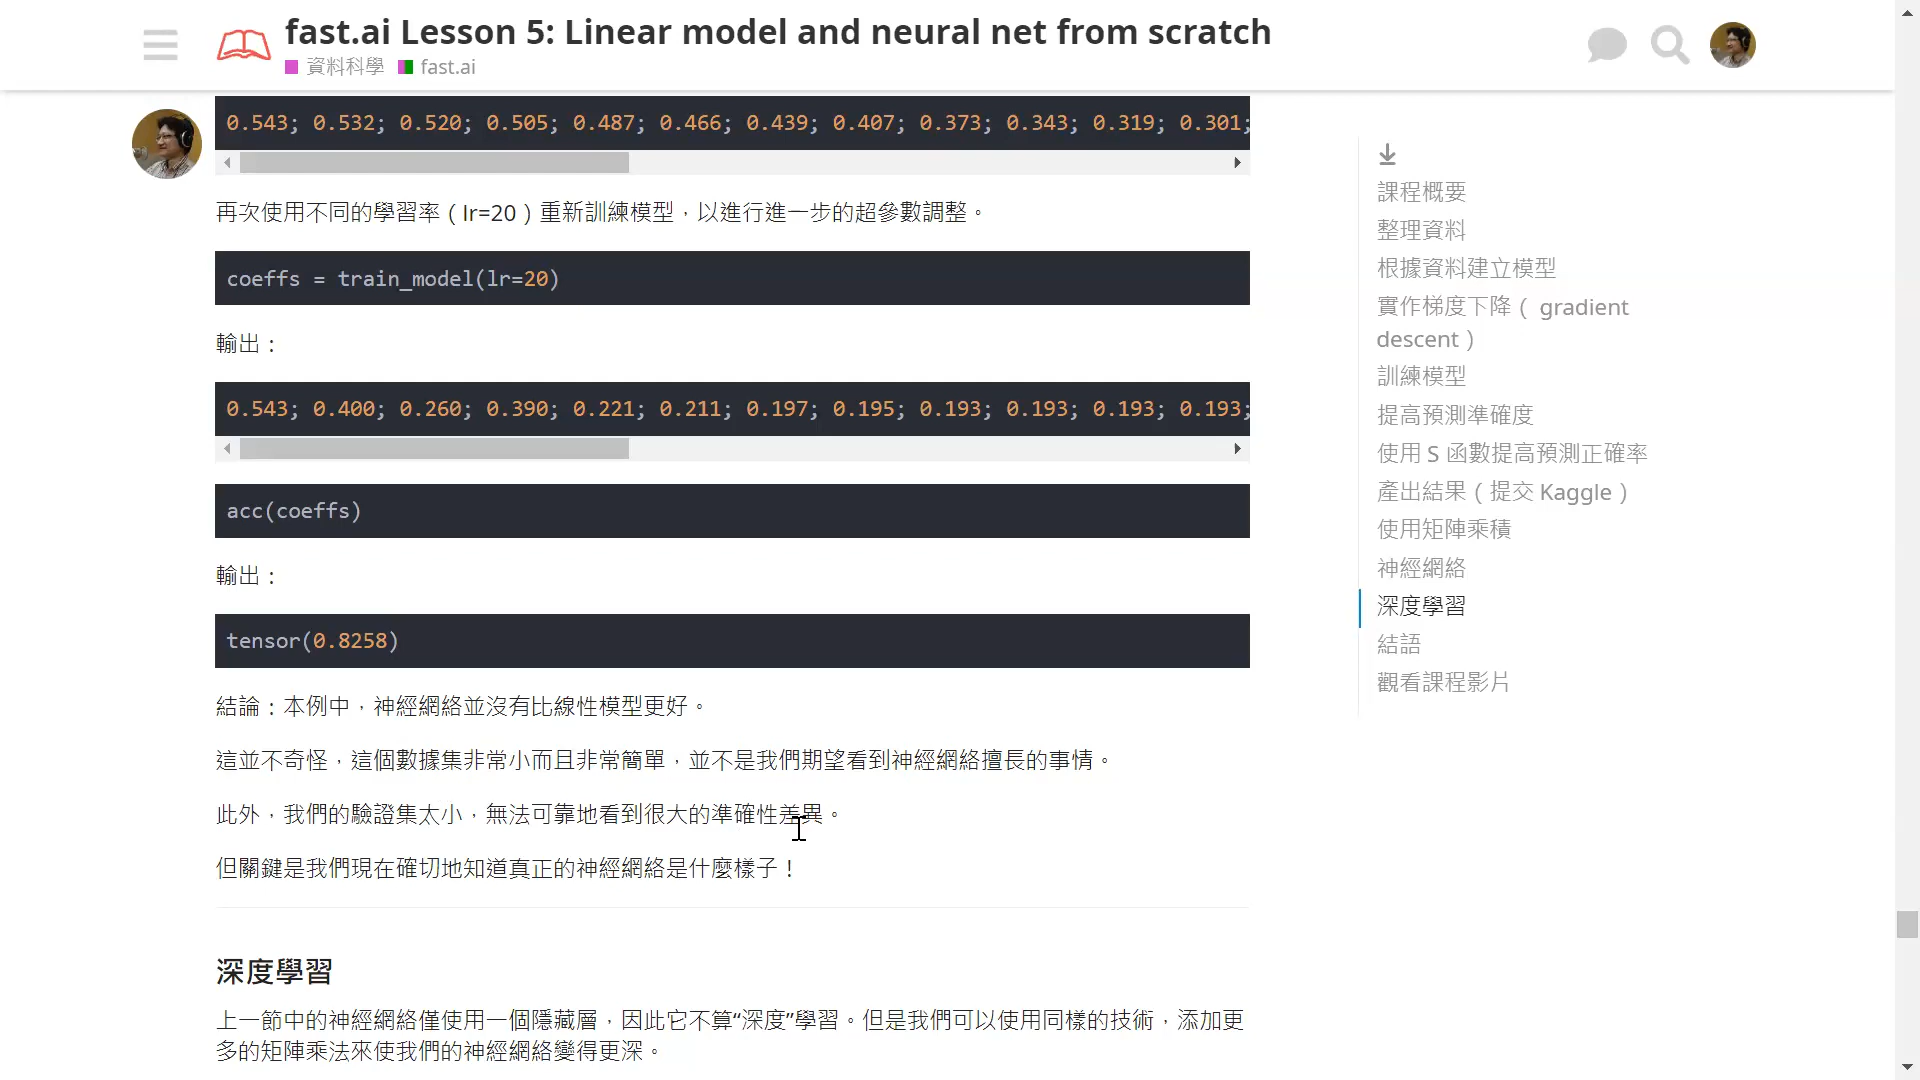 fast.ai Lesson 5: Linear model and neural net from scratch
資料科學 fast.ai
0.543; 0.532; 0.520; 0.505; 0.487; 0.466; 0.439; 0.407; 0.373; 0.343; 0.319; 0.301;
再次使用不同的學習率（lr=20）重新訓練模型，以進行進一步的超參數調整。
coeffs = train_model(lr=20)
輸出：
0.543; 0.400; 0.260; 0.390; 0.221; 0.211; 0.197; 0.195; 0.193; 0.193; 0.193; 0.193;
acc(coeffs)
輸出：
tensor(0.8258)
結論：本例中，神經網絡並沒有比線性模型更好。
這並不奇怪，這個數據集非常小而且非常簡單，並不是我們期望看到神經網絡擅長的事情。
此外，我們的驗證集太小，無法可靠地看到很大的準確性差異。
但關鍵是我們現在確切地知道真正的神經網絡是什麼樣子！
深度學習
上一節中的神經網絡僅使用一個隱藏層，因此它不算“深度”學習。但是我們可以使用同樣的技術，添加更
多的矩陣乘法來使我們的神經網絡變得更深。
課程概要
整理資料
根據資料建立模型
實作梯度下降（ gradient
descent）
訓練模型
提高預測準確度
使用 S 函數提高預測正確率
產出結果（提交 Kaggle）
使用矩陣乘積
神經網絡
深度學習
結語
觀看課程影片